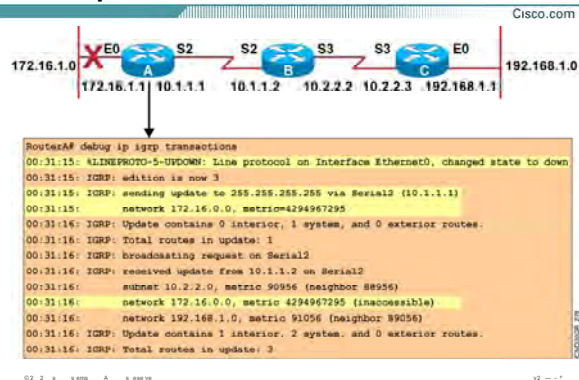 Cisco.com
E0 S2 S2 S3 S3 E0
172.16.1.0 A B C 192.168.1.0
172.16.1.1 10.1.1.1 10.1.1.2 10.2.2.2 10.2.2.3 192.168.1.1
RouterA# debug ip igrp transactions
00:31:15: %LINEPROTO-5-UPDOWN: Line protocol on Interface Ethernet0, changed state to down
00:31:15: IGRP: edition is now 3
00:31:15: IGRP: sending update to 255.255.255.255 via Serial2 (10.1.1.1)
00:31:15: network 172.16.0.0, metric=4294967295
00:31:16: IGRP: Update contains 0 interior, 1 system, and 0 exterior routes.
00:31:16: IGRP: Total routes in update: 1
00:31:16: IGRP: broadcasting request on Serial2
00:31:16: IGRP: received update from 10.1.1.2 on Serial2
00:31:16: subnet 10.2.2.0, metric 90956 (neighbor 88956)
00:31:16: network 172.16.0.0, metric 4294967295 (inaccessible)
00:31:16: network 192.168.1.0, metric 91056 (neighbor 89056)
00:31:16: IGRP: Update contains 1 interior, 2 system, and 0 exterior routes.
00:31:16: IGRP: Total routes in update: 3